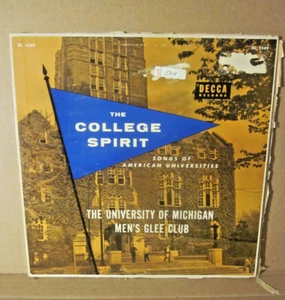 DECCA
RECORDS
THE
COLLEGE
SPIRIT
SONGS OF
AMERICAN UNIVERSITIES
THE UNIVERSITY OF MICHIGAN
MEN'S GLEE CLUB